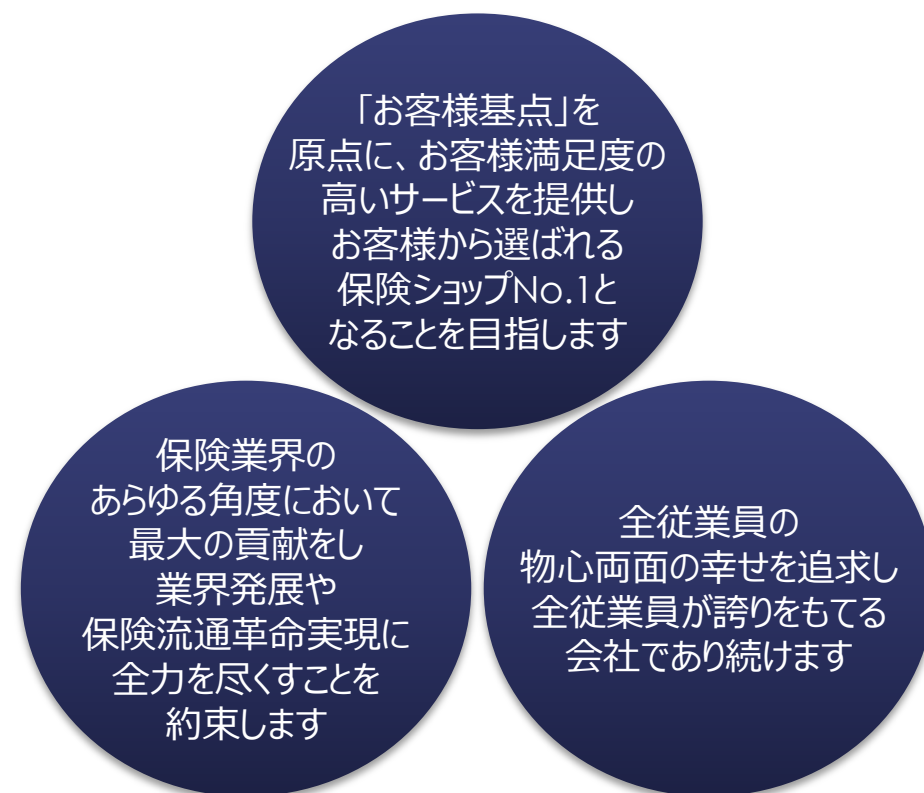 「お客様基点」を
原点に、お客様満足度の
高いサービスを提供し
お客様から選ばれる
保険ショップNo.1と
なることを目指します
保険業界の
あらゆる角度において
最大の貢献をし
業界発展や
保険流通革命実現に
全力を尽くすことを
約束します
全従業員の
物心両面の幸せを追求し
全従業員が誇りをもてる
会社であり続けます